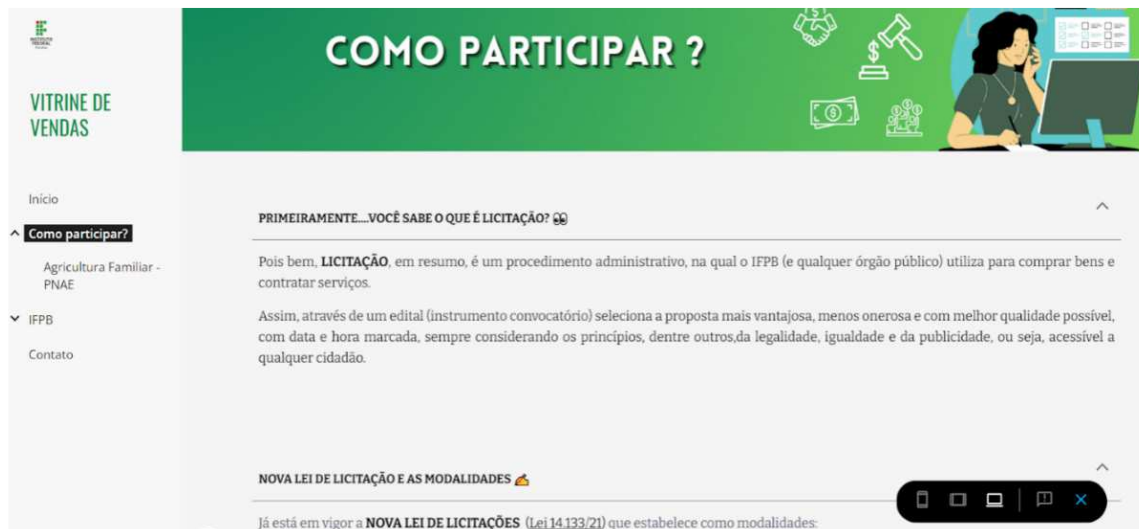 INSTITUTO
FEDERAL
VITRINE DE
VENDAS
Início
Como participar?
Agricultura Familiar -
PNAE
IFPB
Contato
COMO PARTICIPAR ?
PRIMEIRAMENTE....VOCÊ SABE O QUE É LICITAÇÃO? 👀
Pois bem, LICITAÇÃO, em resumo, é um procedimento administrativo, na qual o IFPB (e qualquer órgão público) utiliza para comprar bens e
contratar serviços.
Assim, através de um edital (instrumento convocatório) seleciona a proposta mais vantajosa, menos onerosa e com melhor qualidade possível,
com data e hora marcada, sempre considerando os princípios, dentre outros,da legalidade, igualdade e da publicidade, ou seja, acessível a
qualquer cidadão.
NOVA LEI DE LICITAÇÃO E AS MODALIDADES ✍
Já está em vigor a NOVA LEI DE LICITAÇÕES (Lei 14.133/21) que estabelece como modalidades: